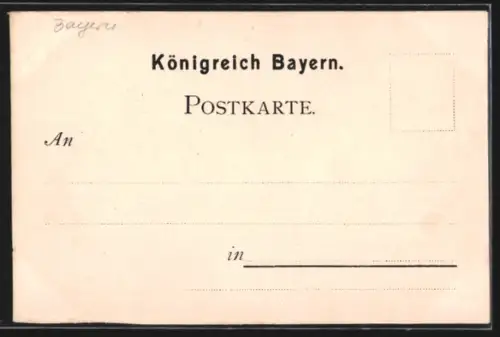 Bayern
Königreich Bayern.
POSTKARTE.
An
in